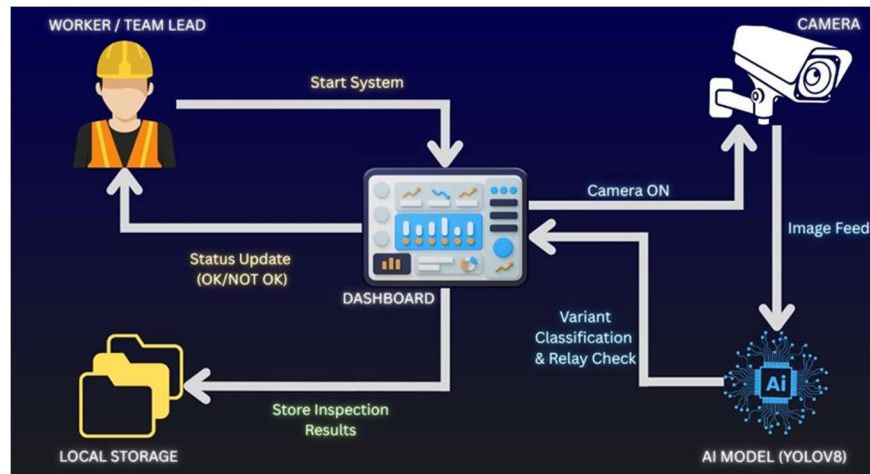 WORKER / TEAM LEAD
CAMERA
Start System
Camera ON
Image Feed
Status Update
(OK/NOT OK)
DASHBOARD
Variant
Classification
& Relay Check
Ai
Store Inspection
Results
LOCAL STORAGE
AI MODEL (YOLOV8)